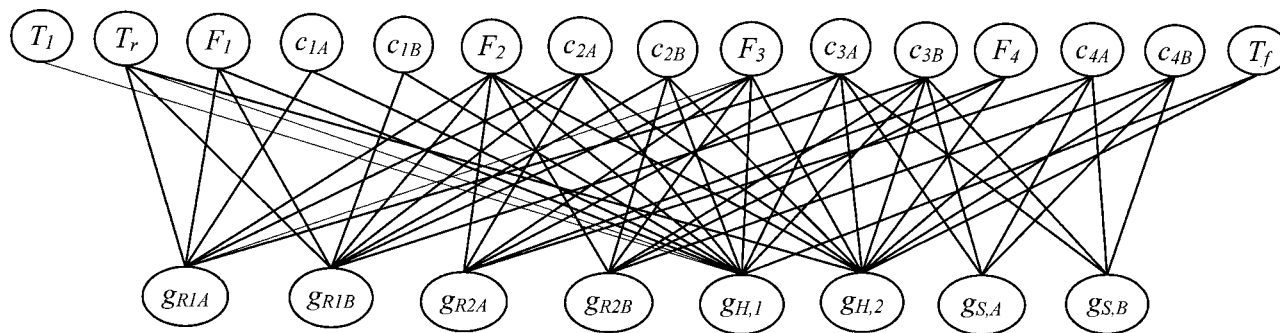 T1 Tr F1 c1A c1B F2 c2A c2B F3 c3A c3B F4 c4A c4B Tf
gR1A gR1B gR2A gR2B gH,1 gH,2 gS,A gS,B